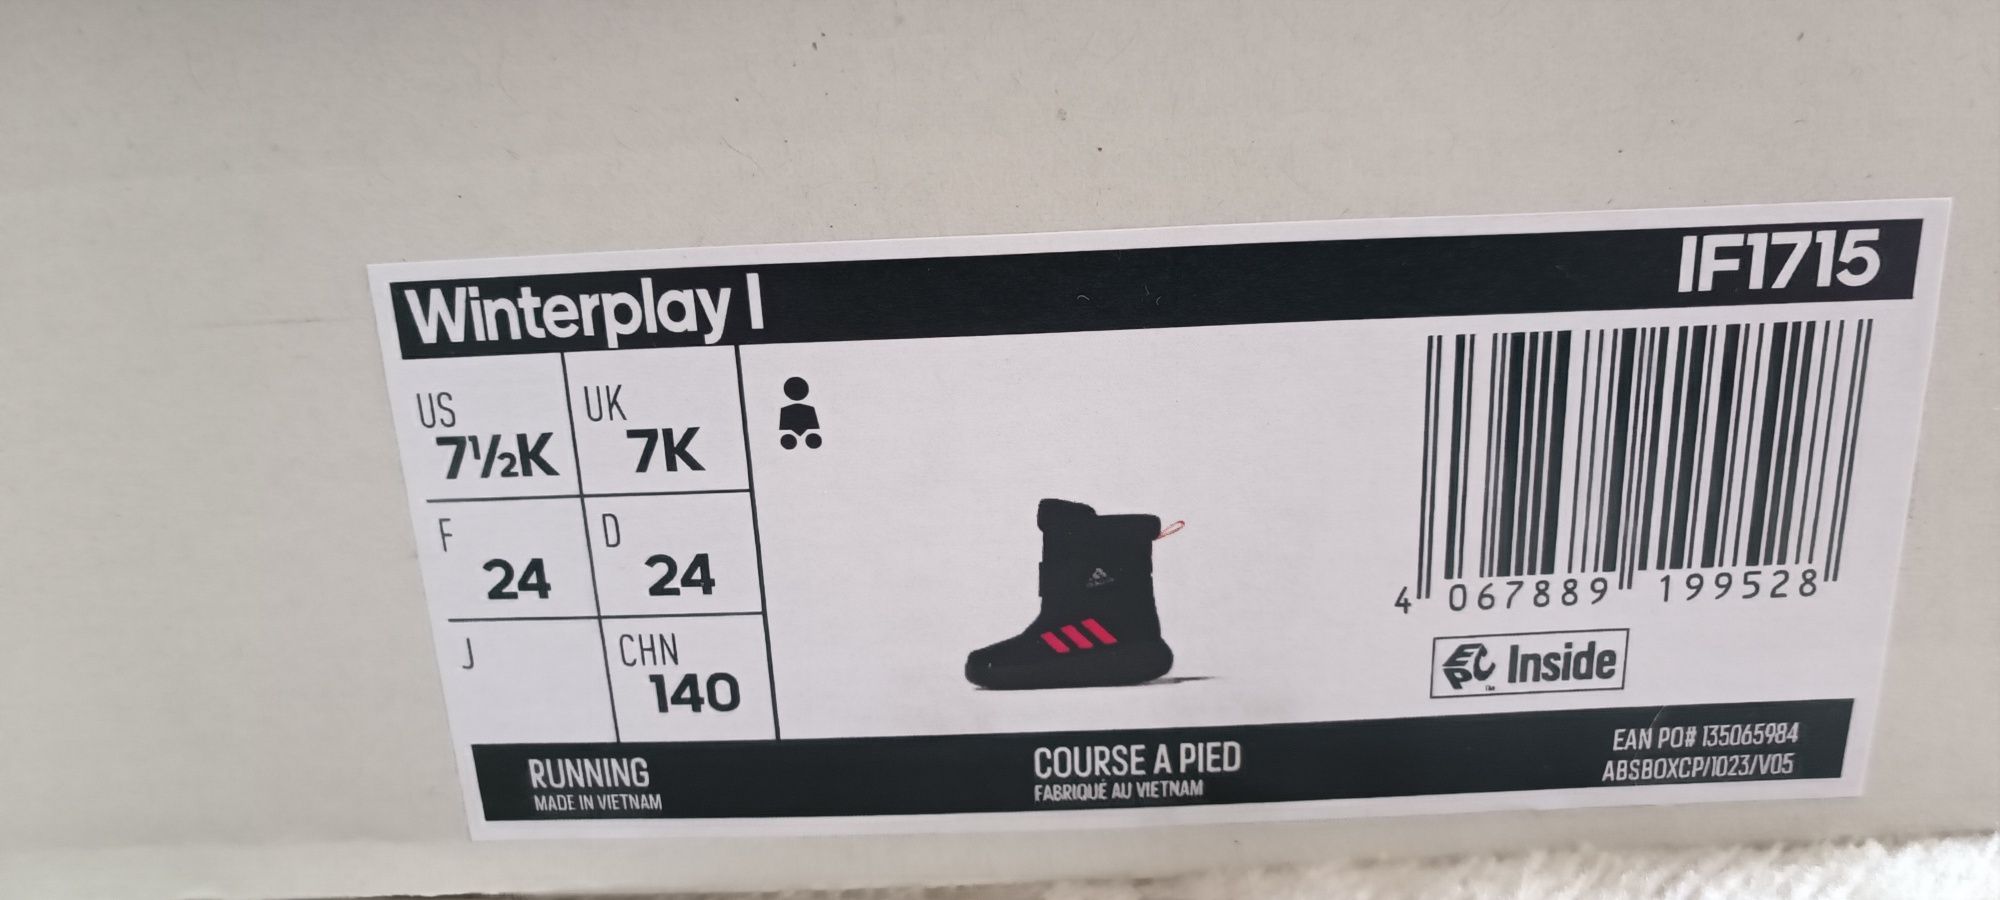 Winterplay I
IF1715
US
7½K
UK
7K
F
24
D
24
J
CHN
140
4 067889 199528
EPC Inside
RUNNING
MADE IN VIETNAM
COURSE A PIED
FABRIQUÉ AU VIETNAM
EAN PO# 135065984
ABSBOXCP/1023/V05